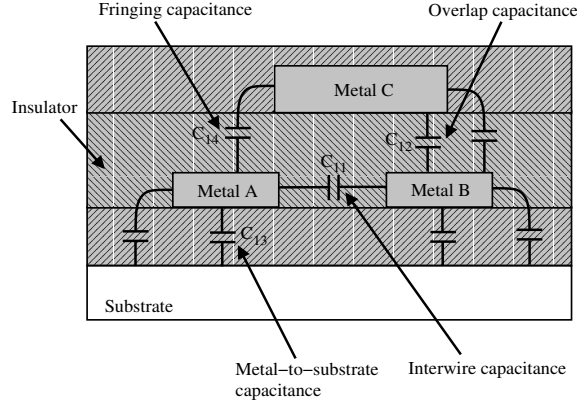 Fringing capacitance
Overlap capacitance
Metal C
Insulator
C14
C12
C11
Metal A
Metal B
C13
Substrate
Metal−to−substrate
capacitance
Interwire capacitance